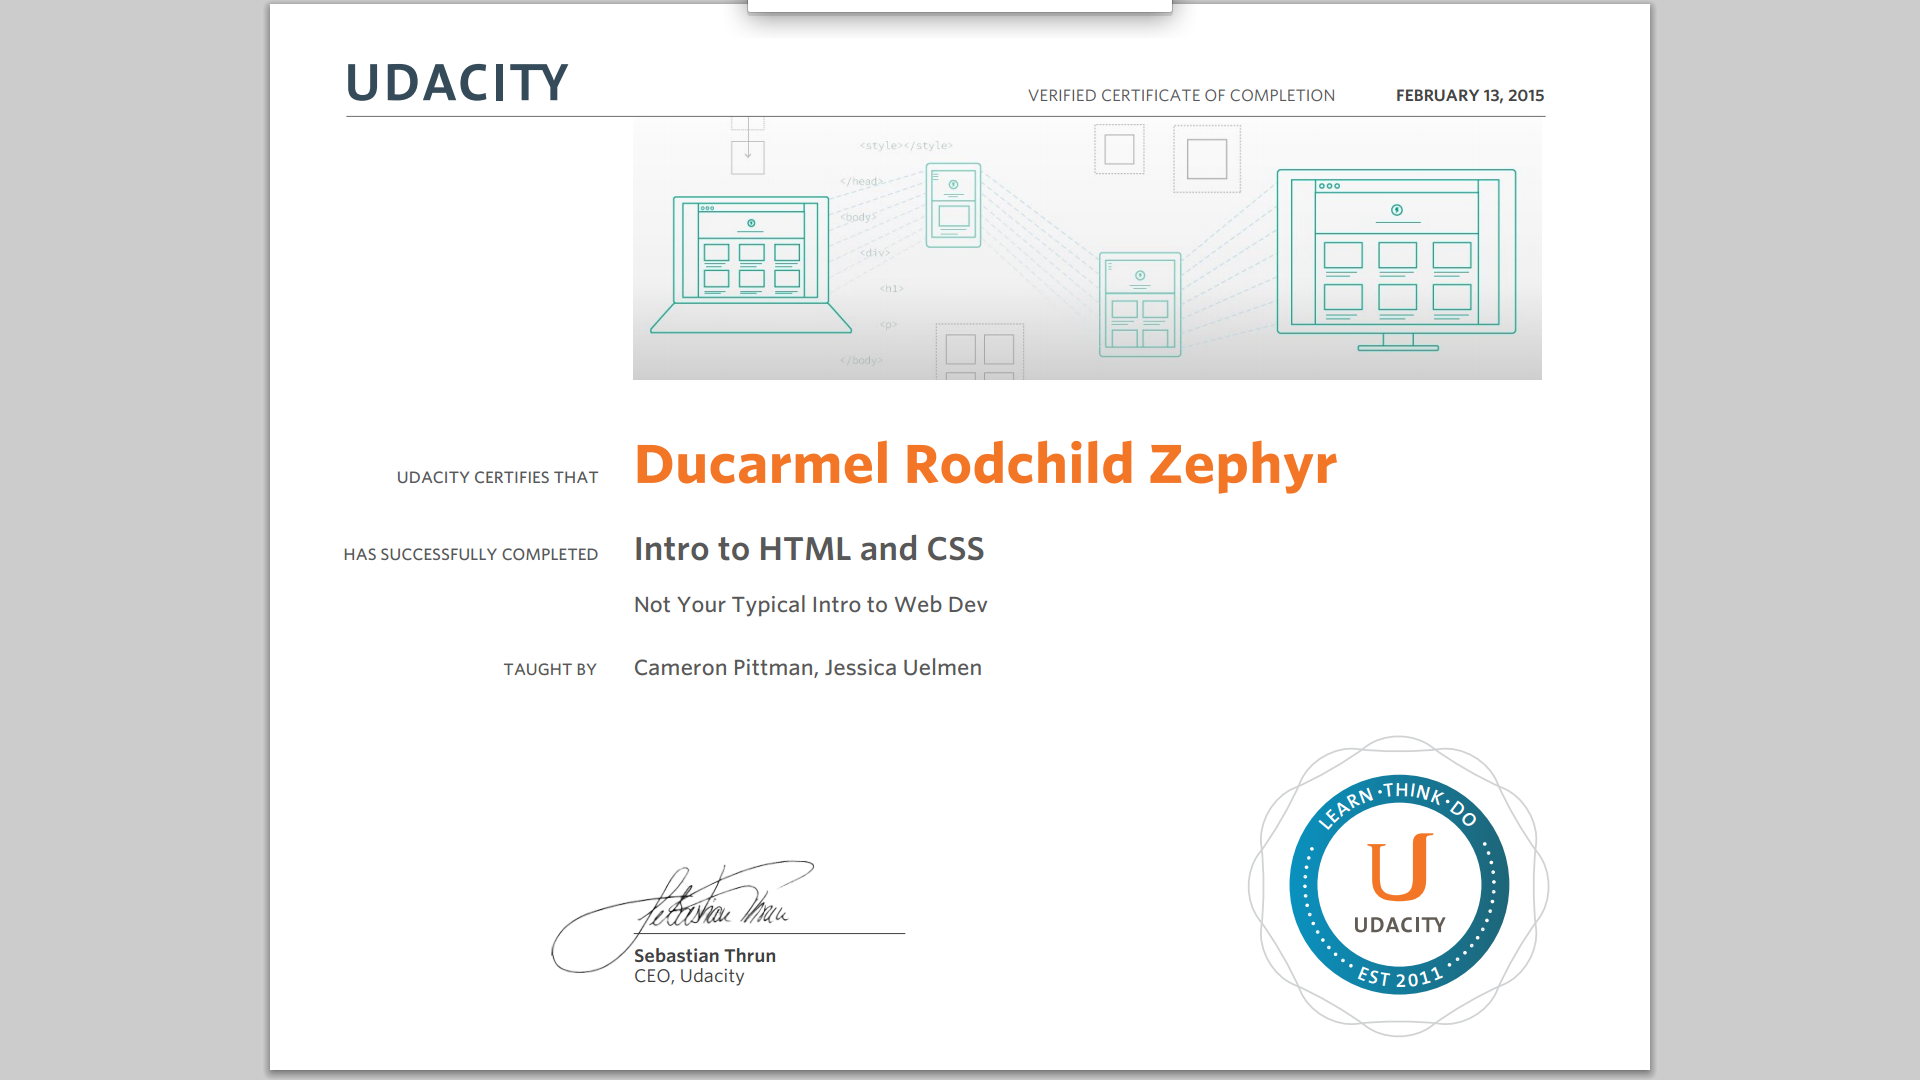 UDACITY
VERIFIED CERTIFICATE OF COMPLETION FEBRUARY 13, 2015
<style></style>
</head>
<body>
<div>
<h1>
<p>
</body>
UDACITY CERTIFIES THAT Ducarmel Rodchild Zephyr
HAS SUCCESSFULLY COMPLETED Intro to HTML and CSS
Not Your Typical Intro to Web Dev
TAUGHT BY Cameron Pittman, Jessica Uelmen
Sebastian Thrun
Sebastian Thrun
CEO, Udacity
LEARN · THINK · DO
U
UDACITY
EST 2011